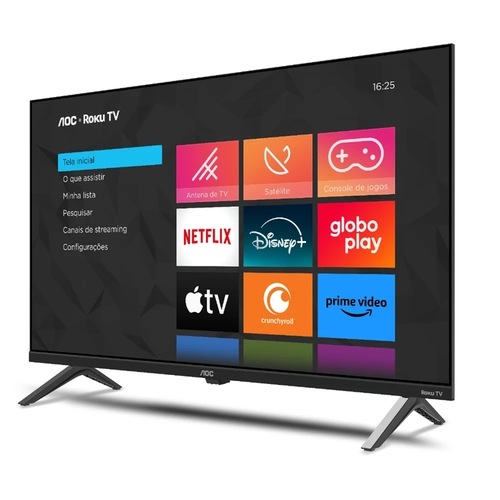 16:25
AOC • Roku TV
Tela inicial
O que assistir
Minha lista
Pesquisar
Canais de streaming
Configurações
Antena de TV
Satélite
Console de jogos
NETFLIX
Disney+
globo
play
tv
crunchyroll
prime video
AOC
Roku TV